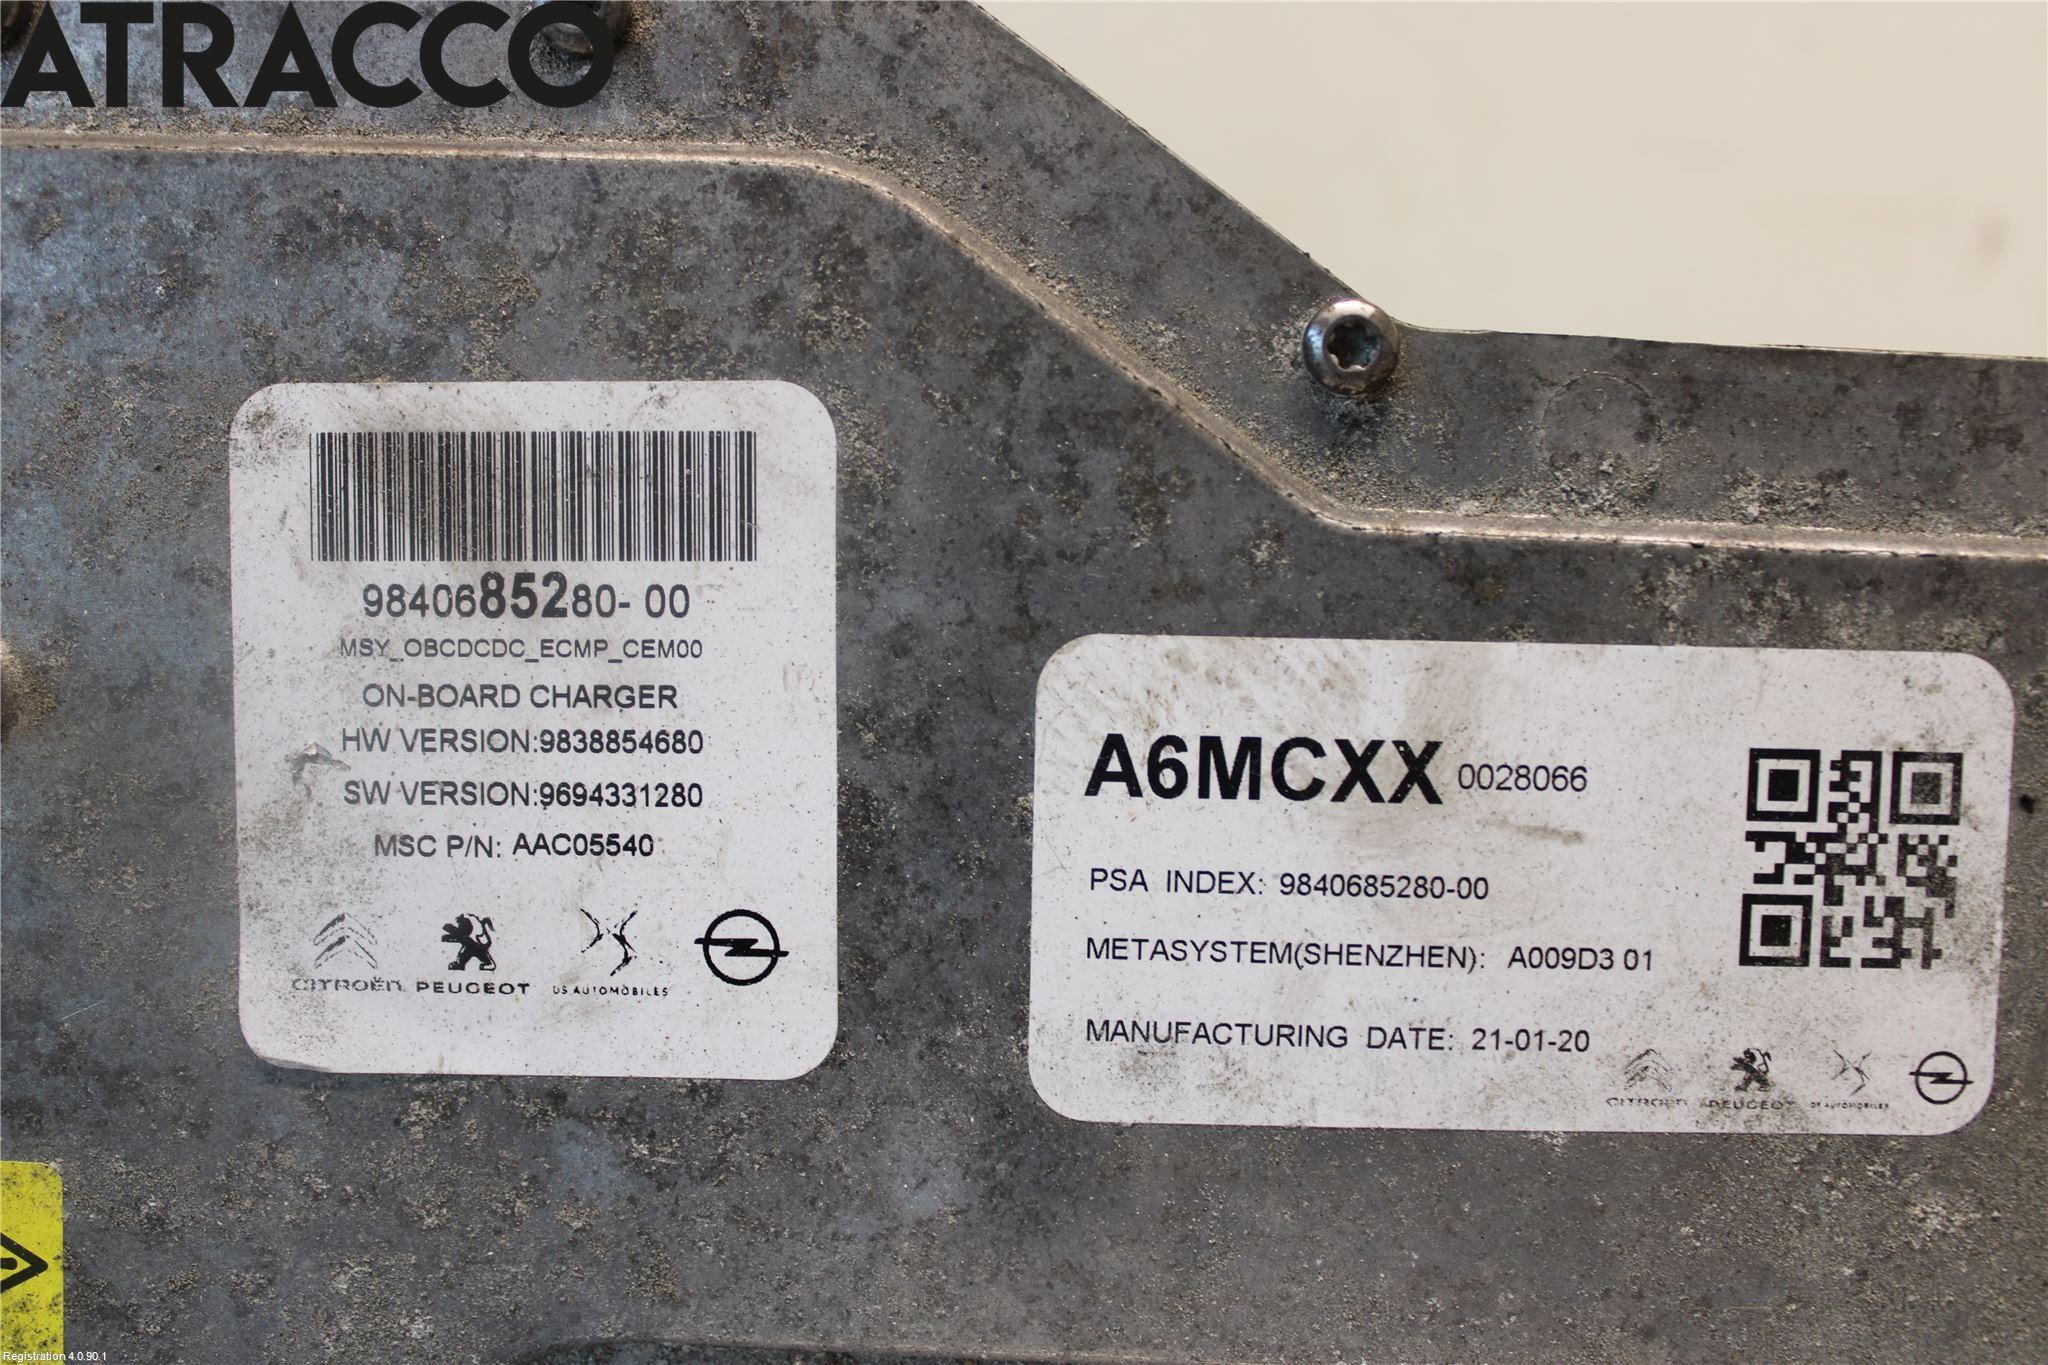 ATRACCO
9840685280- 00
MSY_OBCDCDC_ECMP_CEM00
ON-BOARD CHARGER
HW VERSION:9838854680
SW VERSION:9694331280
MSC P/N: AAC05540
CITROËN PEUGEOT DS AUTOMOBILES
A6MCXX 0028066
PSA INDEX: 9840685280-00
METASYSTEM(SHENZHEN): A009D3 01
MANUFACTURING DATE: 21-01-20
CITROËN PEUGEOT DS AUTOMOBILES
Registration 4.0.90.1